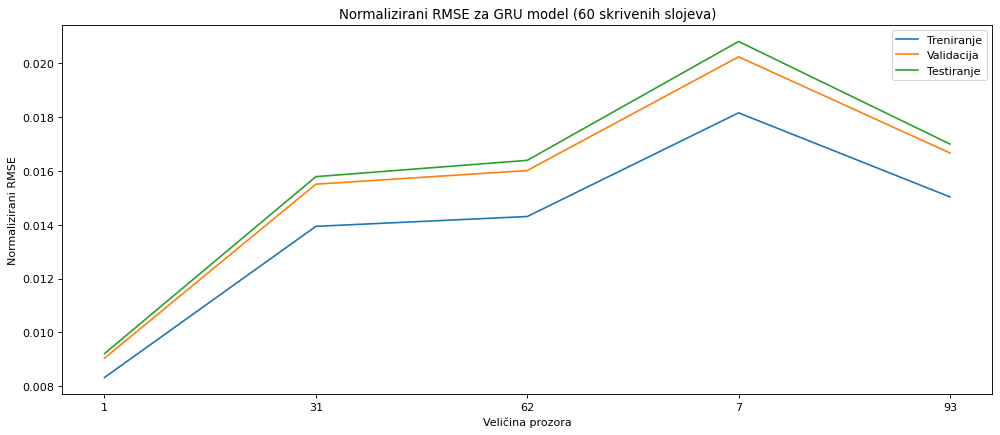 Normalizirani RMSE za GRU model (60 skrivenih slojeva)
Treniranje
Validacija
Testiranje
0.020
0.018
0.016
0.014
0.012
0.010
0.008
Normalizirani RMSE
1 31 62 7 93
Veličina prozora